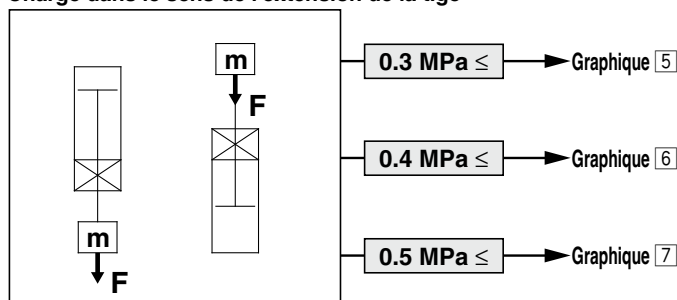 Charge dans le sens de l'extension de la tige
m
F
m
F
0.3 MPa ≤
Graphique 5
0.4 MPa ≤
Graphique 6
0.5 MPa ≤
Graphique 7